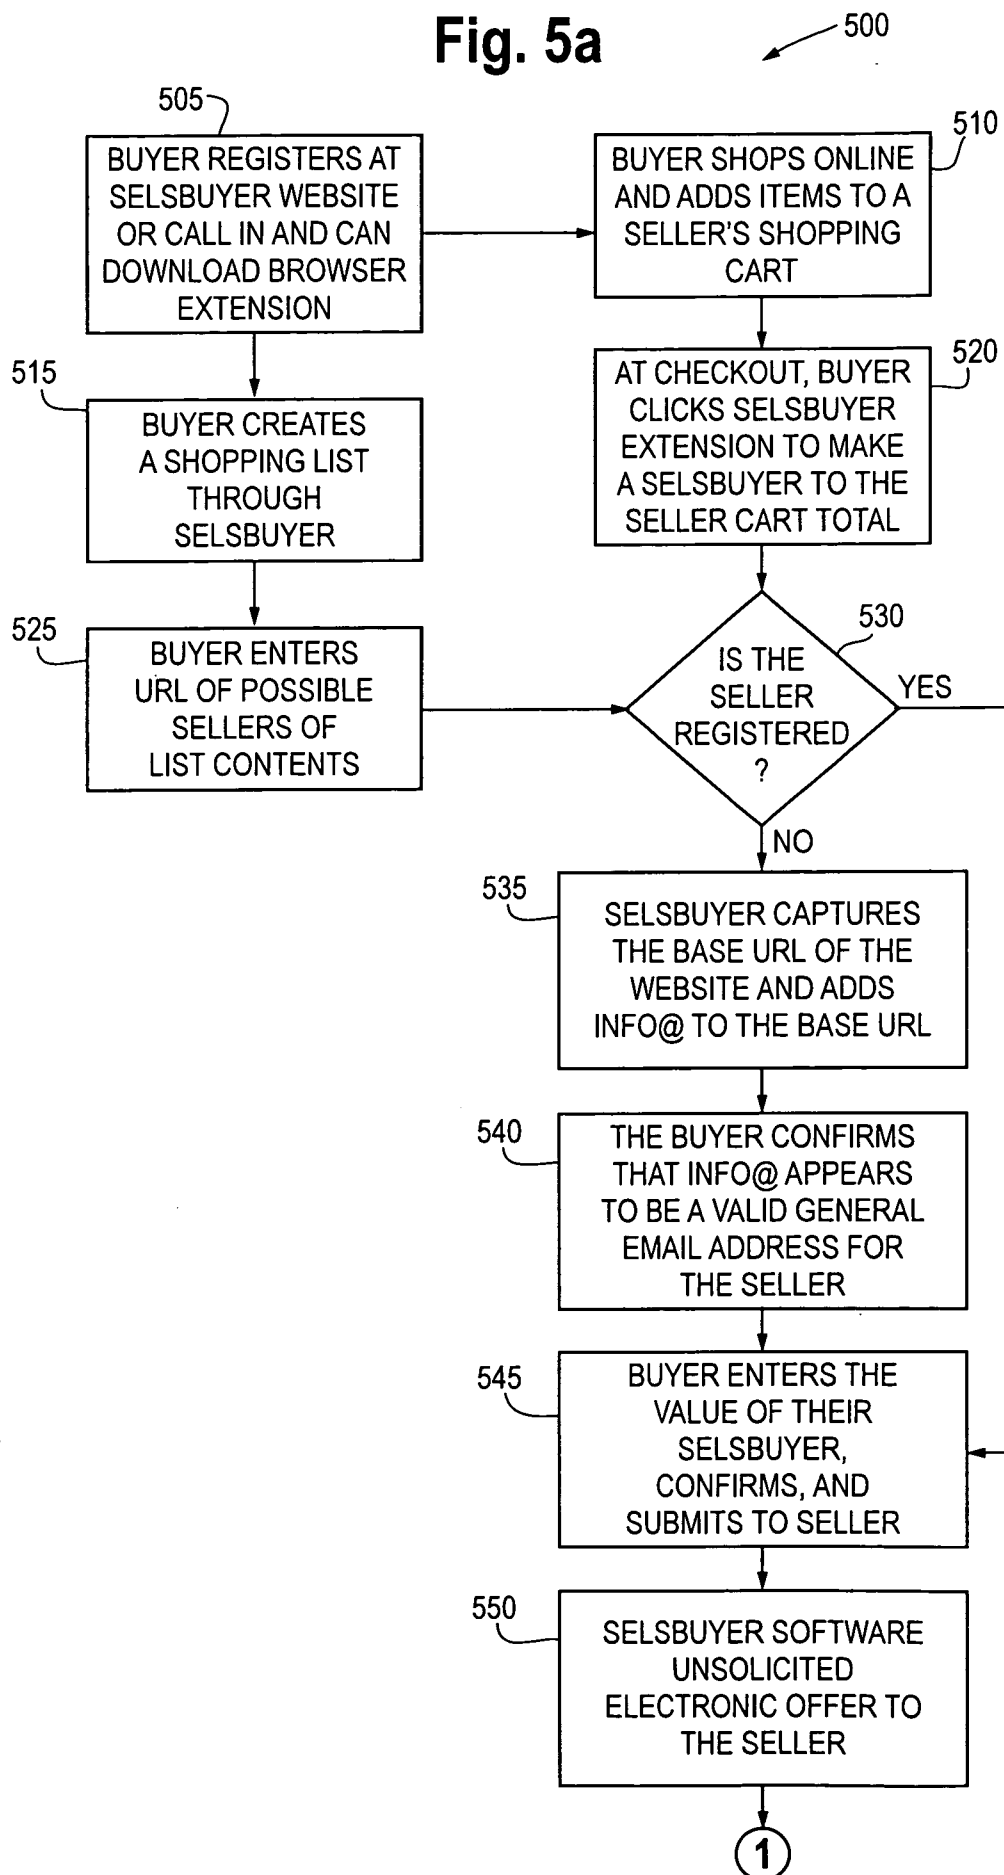 Fig. 5a
500
505
BUYER REGISTERS AT
SELSBUYER WEBSITE
OR CALL IN AND CAN
DOWNLOAD BROWSER
EXTENSION
510
BUYER SHOPS ONLINE
AND ADDS ITEMS TO A
SELLER'S SHOPPING
CART
515
BUYER CREATES
A SHOPPING LIST
THROUGH
SELSBUYER
520
AT CHECKOUT, BUYER
CLICKS SELSBUYER
EXTENSION TO MAKE
A SELSBUYER TO THE
SELLER CART TOTAL
525
BUYER ENTERS
URL OF POSSIBLE
SELLERS OF
LIST CONTENTS
530
IS THE
SELLER
REGISTERED
?
YES
NO
535
SELSBUYER CAPTURES
THE BASE URL OF THE
WEBSITE AND ADDS
INFO@ TO THE BASE URL
540
THE BUYER CONFIRMS
THAT INFO@ APPEARS
TO BE A VALID GENERAL
EMAIL ADDRESS FOR
THE SELLER
545
BUYER ENTERS THE
VALUE OF THEIR
SELSBUYER,
CONFIRMS, AND
SUBMITS TO SELLER
550
SELSBUYER SOFTWARE
UNSOLICITED
ELECTRONIC OFFER TO
THE SELLER
1